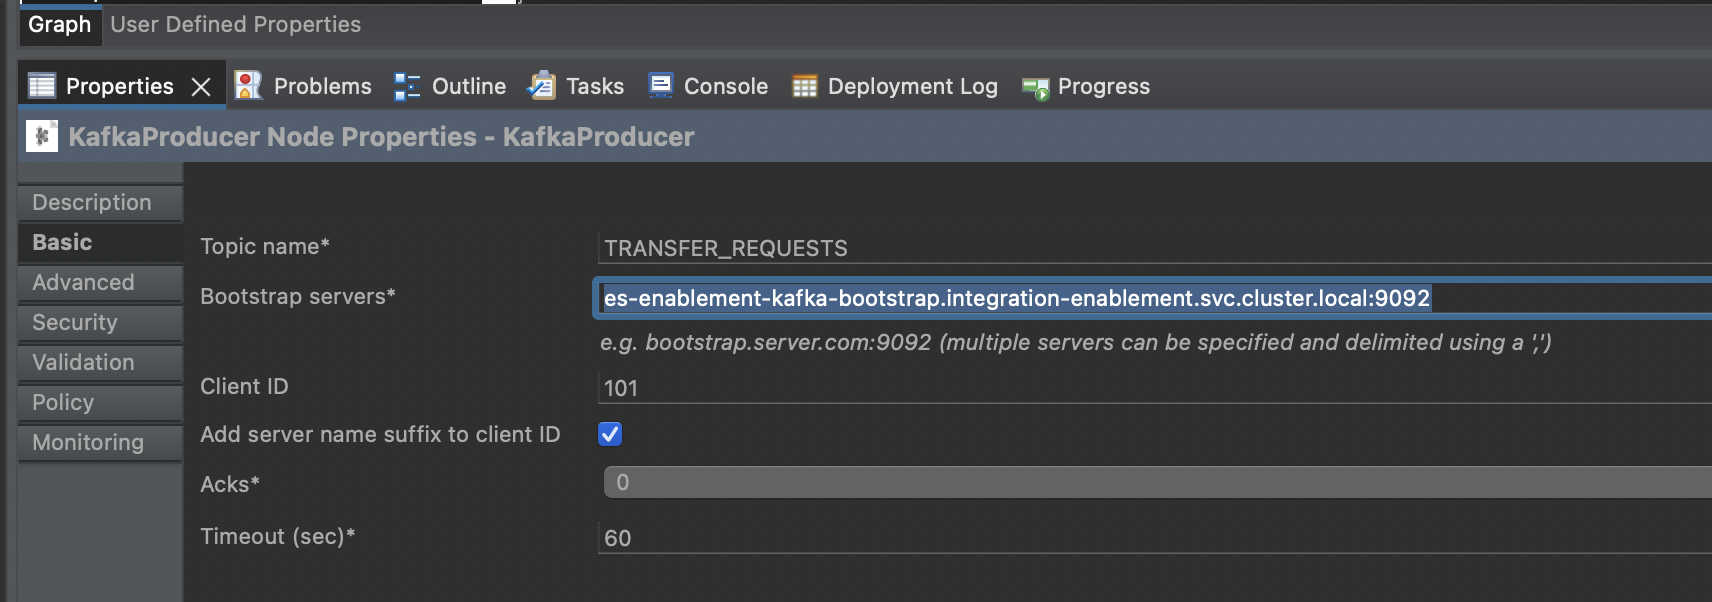 Graph User Defined Properties
Properties Problems Outline Tasks Console Deployment Log Progress
KafkaProducer Node Properties - KafkaProducer
Description
Basic
Advanced
Security
Validation
Policy
Monitoring
Topic name* TRANSFER_REQUESTS
Bootstrap servers* es-enablement-kafka-bootstrap.integration-enablement.svc.cluster.local:9092
e.g. bootstrap.server.com:9092 (multiple servers can be specified and delimited using a ',')
Client ID 101
Add server name suffix to client ID
Acks* 0
Timeout (sec)* 60